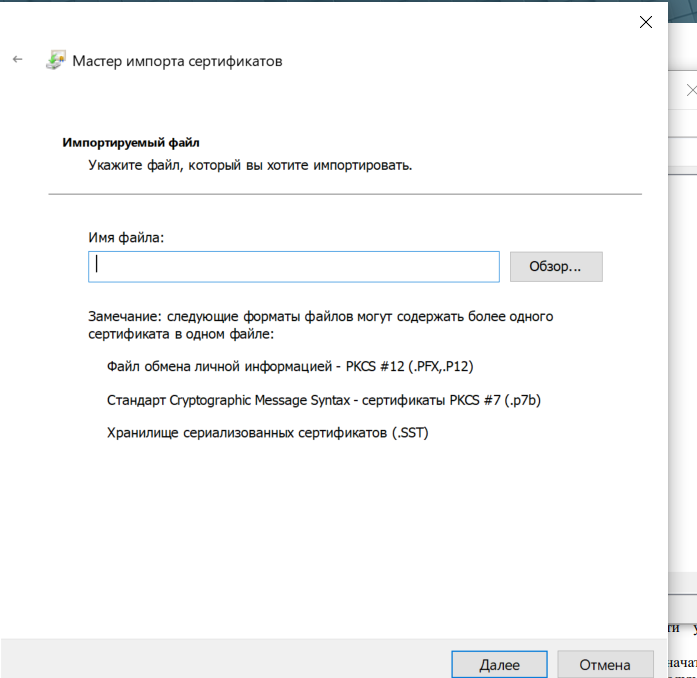 Мастер импорта сертификатов
Импортируемый файл
Укажите файл, который вы хотите импортировать.
Имя файла:
Обзор...
Замечание: следующие форматы файлов могут содержать более одного
сертификата в одном файле:
Файл обмена личной информацией - PKCS #12 (.PFX,.P12)
Стандарт Cryptographic Message Syntax - сертификаты PKCS #7 (.p7b)
Хранилище сериализованных сертификатов (.SST)
Далее
Отмена